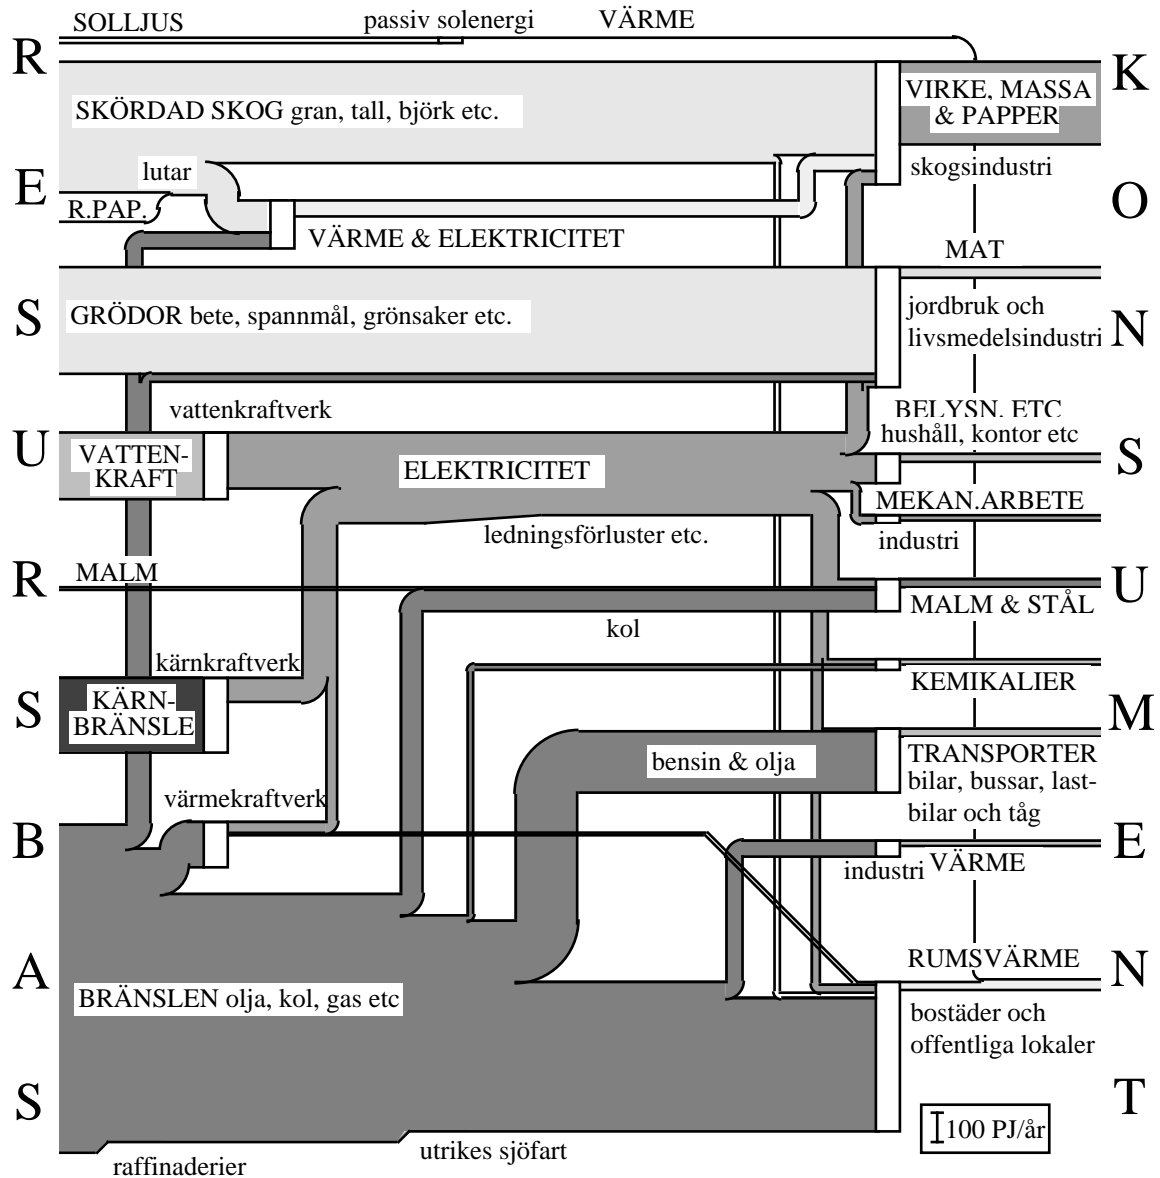 SOLLJUS
passiv solenergi
VÄRME
R
E
S
U
R
S
B
A
S
K
O
N
S
U
M
E
N
T
SKÖRDAD SKOG gran, tall, björk etc.
VIRKE, MASSA
& PAPPER
lutar
skogsindustri
R.PAP.
VÄRME & ELEKTRICITET
MAT
GRÖDOR bete, spannmål, grönsaker etc.
jordbruk och
livsmedelsindustri
vattenkraftverk
BELYSN. ETC
hushåll, kontor etc
VATTEN-
KRAFT
ELEKTRICITET
MEKAN.ARBETE
ledningsförluster etc.
industri
MALM
MALM & STÅL
kol
kärnkraftverk
KEMIKALIER
KÄRN-
BRÄNSLE
bensin & olja
TRANSPORTER
bilar, bussar, last-
bilar och tåg
värmekraftverk
industri
VÄRME
RUMSVÄRME
BRÄNSLEN olja, kol, gas etc
bostäder och
offentliga lokaler
100 PJ/år
utrikes sjöfart
raffinaderier